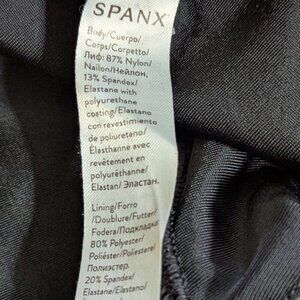 SPANX
Body/Cuerpo/
Corps/Corpetto/
Лиф: 87% Nylon/
Nailon/Нейлон,
13% Spandex/
Elastane with
polyurethane
coating/Elastano
con revestimiento
de poliuretano/
Élasthanne avec
revêtement en
polyuréthanne/
Elastan/Эластан.
Lining/Forro
/Doublure/Futter/
Fodera/Подкладка:
80% Polyester/
Poliéster/Poliestere/
Полиэстер.
20% Spandex/
Elastane/Elastano/